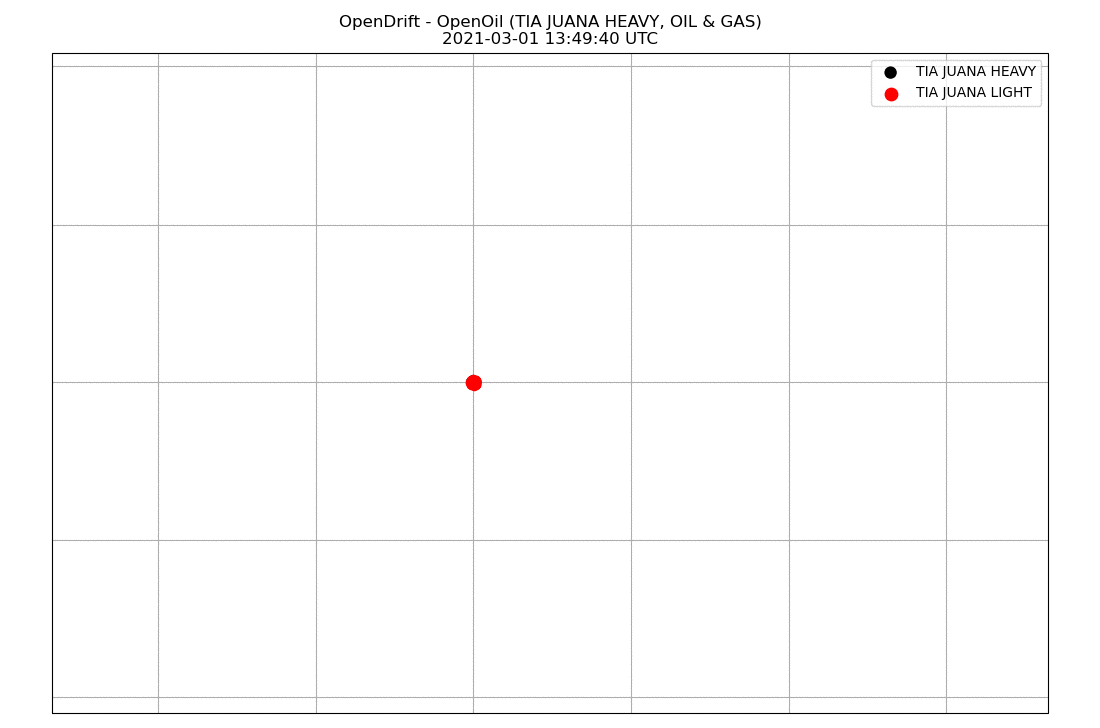 OpenDrift - OpenOil (TIA JUANA HEAVY, OIL & GAS)
2021-03-01 13:49:40 UTC
TIA JUANA HEAVY
TIA JUANA LIGHT